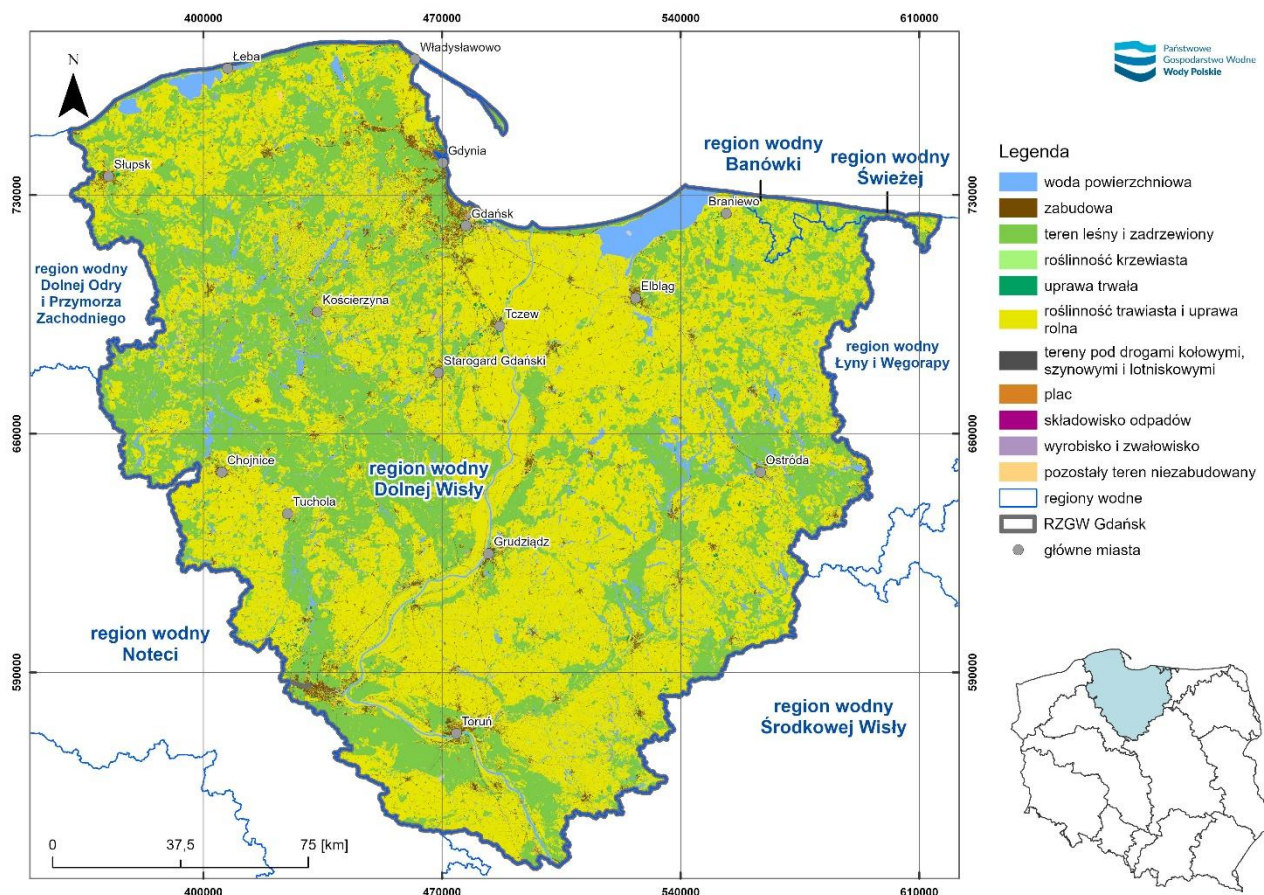 400000
470000
540000
610000
Państwowe
Gospodarstwo Wodne
Wody Polskie
N
Łeba
Władysławowo
Gdynia
Słupsk
region wodny
Banówki
region wodny
Świeżej
730000
730000
Gdańsk
Braniewo
region wodny
Dolnej Odry
i Przymorza
Zachodniego
Kościerzyna
Elbląg
Tczew
Starogard Gdański
region wodny
Łyny i Węgorapy
660000
660000
Chojnice
region wodny
Dolnej Wisły
Ostróda
Tuchola
Grudziądz
region wodny
Noteci
590000
590000
region wodny
Środkowej Wisły
Toruń
0
37,5
75 [km]
400000
470000
540000
610000
Legenda
woda powierzchniowa
zabudowa
teren leśny i zadrzewiony
roślinność krzewiasta
uprawa trwała
roślinność trawiasta i uprawa
rolna
tereny pod drogami kołowymi,
szynowymi i lotniskowymi
plac
składowisko odpadów
wyrobisko i zwałowisko
pozostały teren niezabudowany
regiony wodne
RZGW Gdańsk
główne miasta